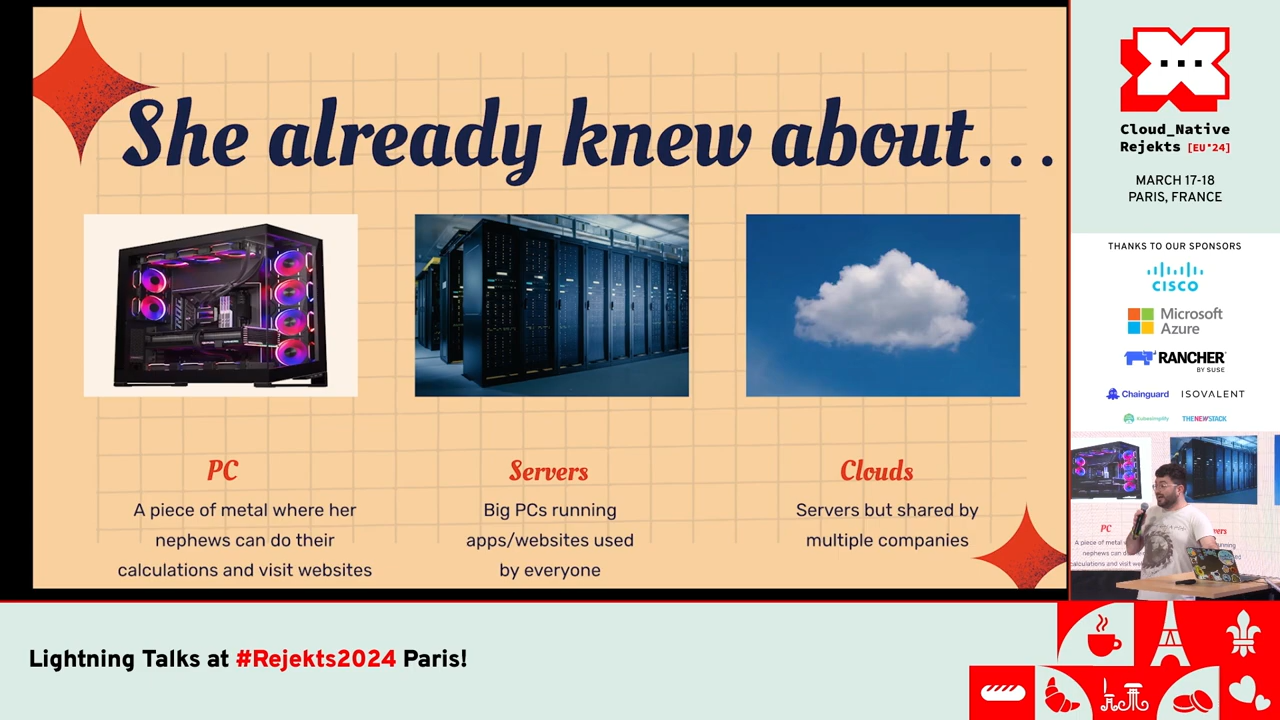 She already knew about...
PC
A piece of metal where her
nephews can do their
calculations and visit websites
Servers
Big PCs running
apps/websites used
by everyone
Clouds
Servers but shared by
multiple companies
Cloud_Native
Rejekts [EU'24]
MARCH 17-18
PARIS, FRANCE
THANKS TO OUR SPONSORS
CISCO
Microsoft
Azure
RANCHER
BY SUSE
Chainguard
ISOVALENT
kubesimplify
THENEWSTACK
PC
Lightning Talks at #Rejekts2024 Paris!